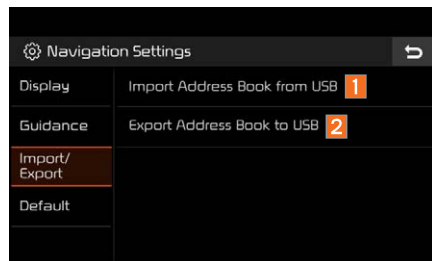 Navigation Settings
Display
Import Address Book from USB 1
Guidance
Export Address Book to USB 2
Import/
Export
Default